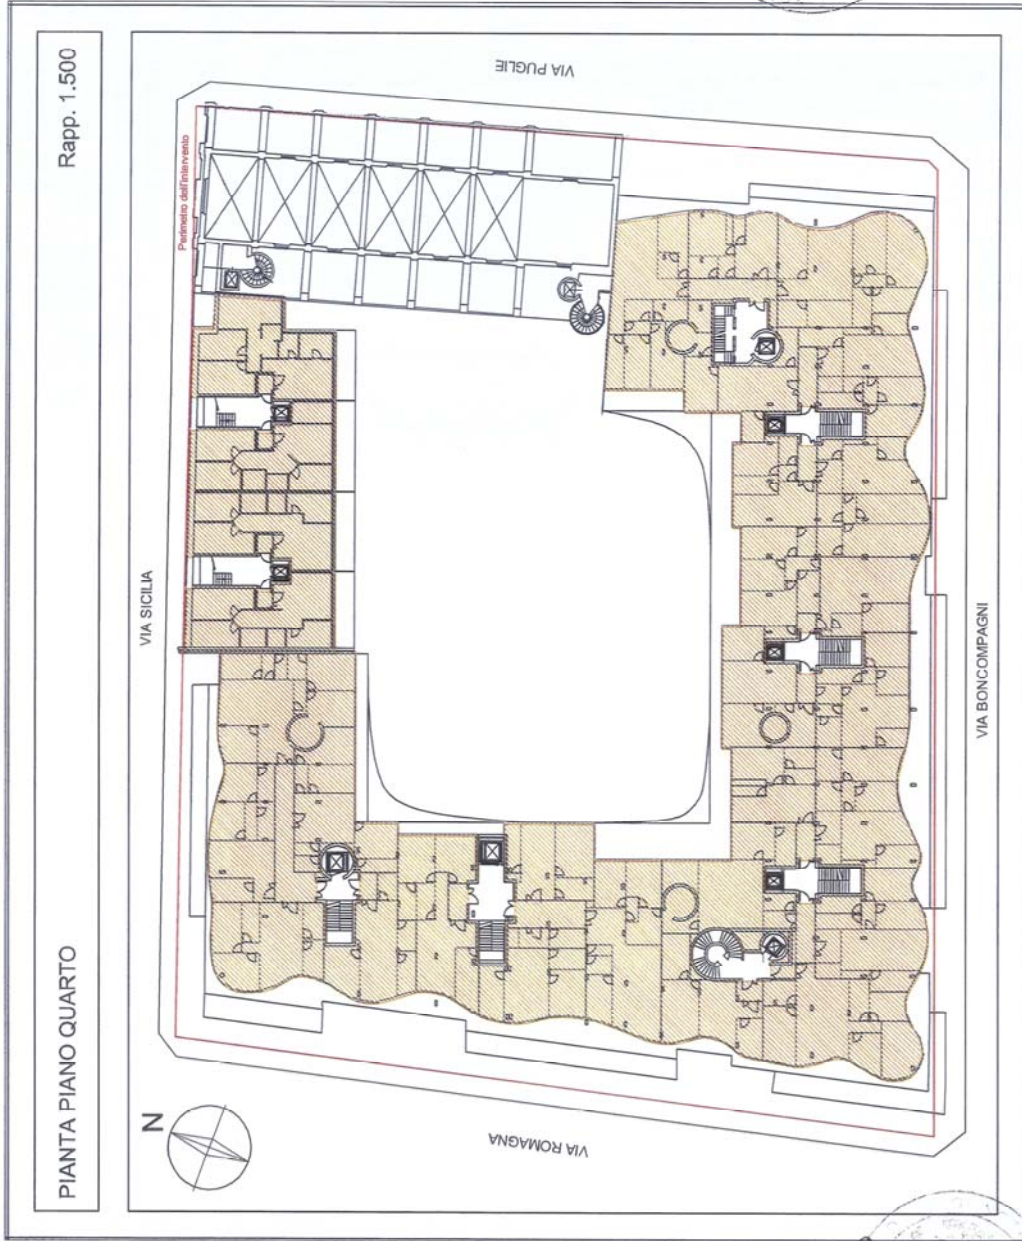 PIANTA PIANO QUARTO
Rapp. 1.500
N
VIA SICILIA
Perimetro dell'intervento
VIA PUGLIE
VIA ROMAGNA
VIA BONCOMPAGNI